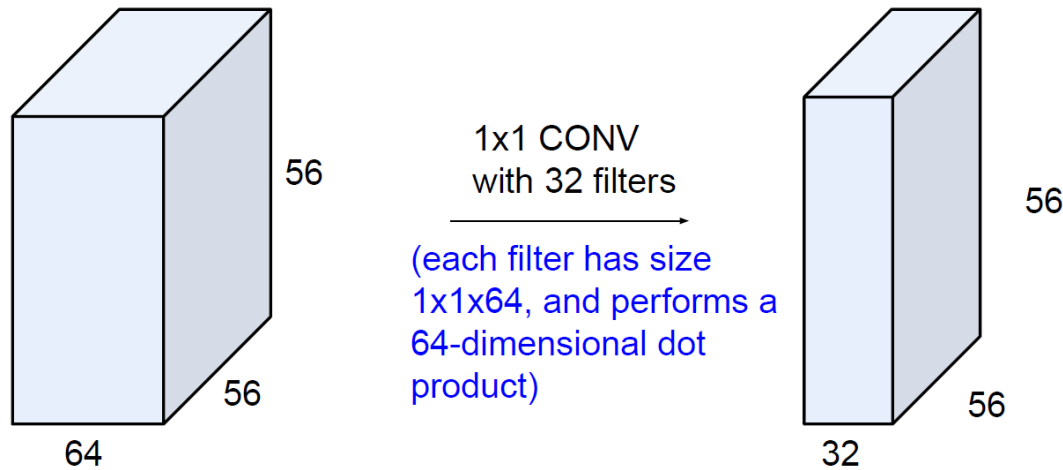 56
56
64
1x1 CONV
with 32 filters
(each filter has size
1x1x64, and performs a
64-dimensional dot
product)
56
56
32